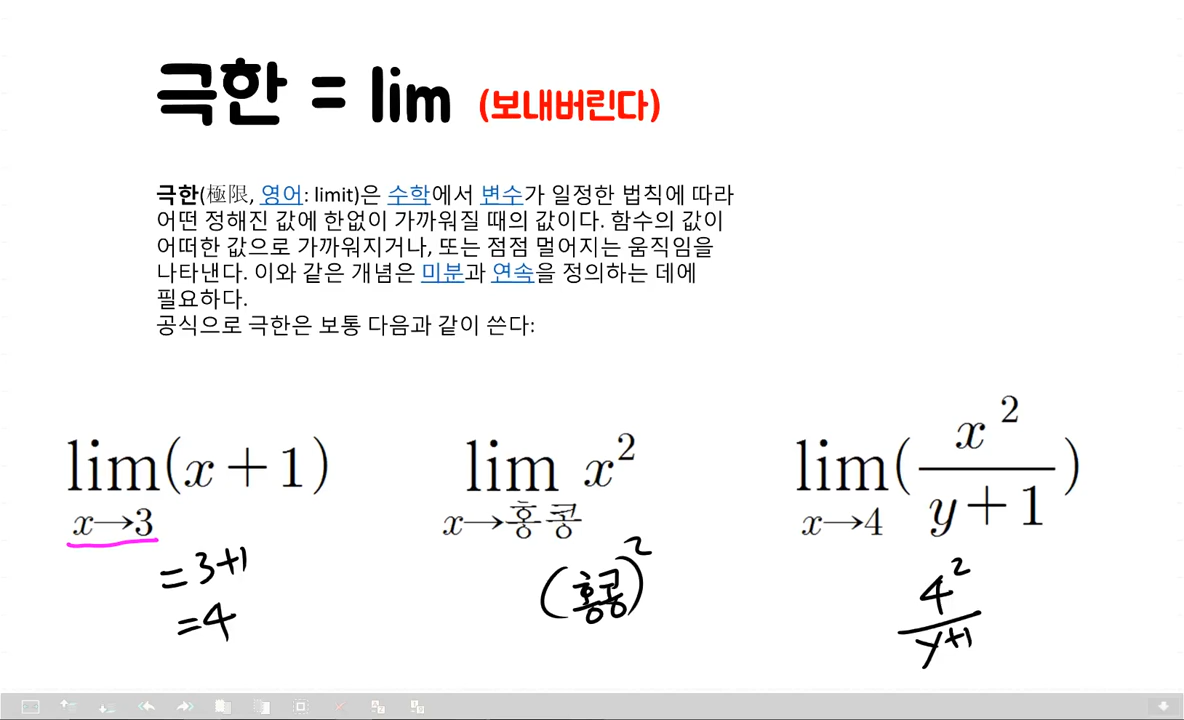 극한 = lim (보내버린다)
극한(極限, 영어: limit)은 수학에서 변수가 일정한 법칙에 따라
어떤 정해진 값에 한없이 가까워질 때의 값이다. 함수의 값이
어떠한 값으로 가까워지거나, 또는 점점 멀어지는 움직임을
나타낸다. 이와 같은 개념은 미분과 연속을 정의하는 데에
필요하다.
공식으로 극한은 보통 다음과 같이 쓴다:
lim(x+1)
x→3
=3+1
=4
lim x²
x→홍콩
(홍콩)²
lim(x²/(y+1))
x→4
4²/(y+1)